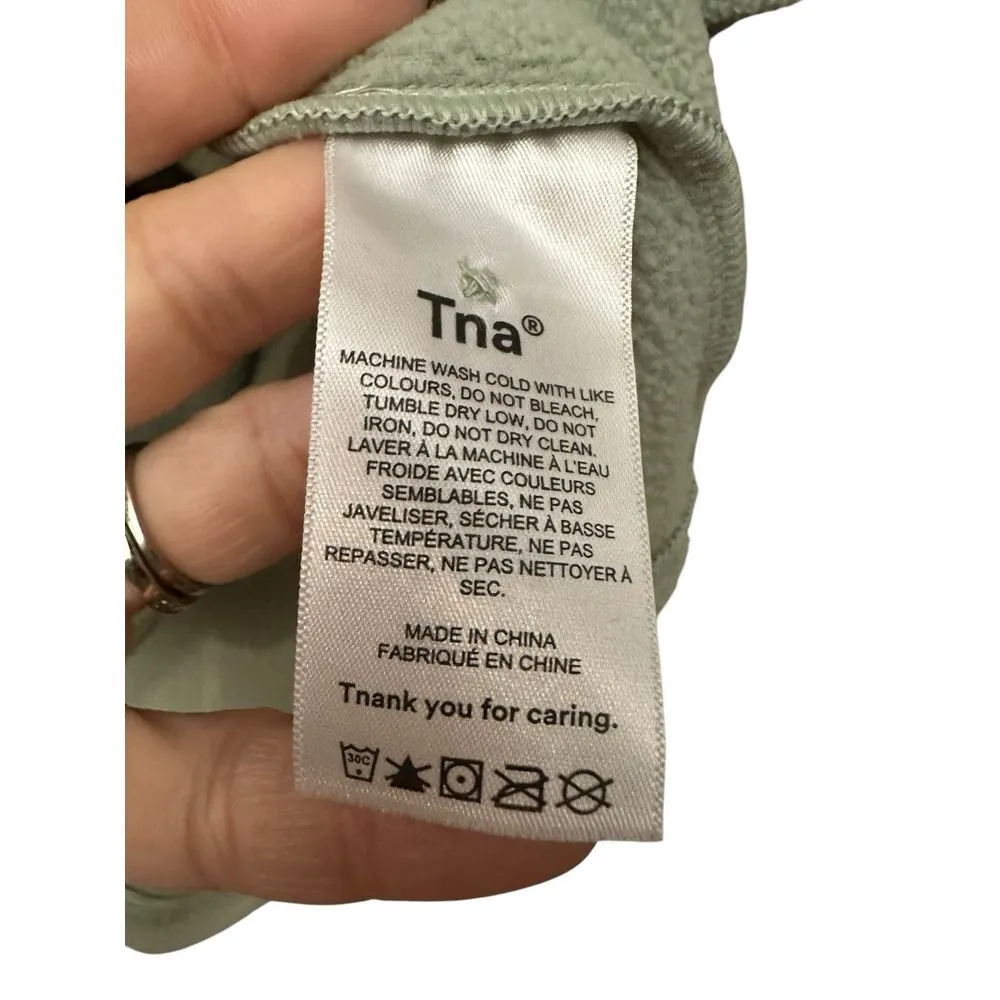 Tna®
MACHINE WASH COLD WITH LIKE
COLOURS, DO NOT BLEACH,
TUMBLE DRY LOW, DO NOT
IRON, DO NOT DRY CLEAN.
LAVER À LA MACHINE À L'EAU
FROIDE AVEC COULEURS
SEMBLABLES, NE PAS
JAVELISER, SÉCHER À BASSE
TEMPÉRATURE, NE PAS
REPASSER, NE PAS NETTOYER À
SEC.
MADE IN CHINA
FABRIQUÉ EN CHINE
Tnank you for caring.
30C